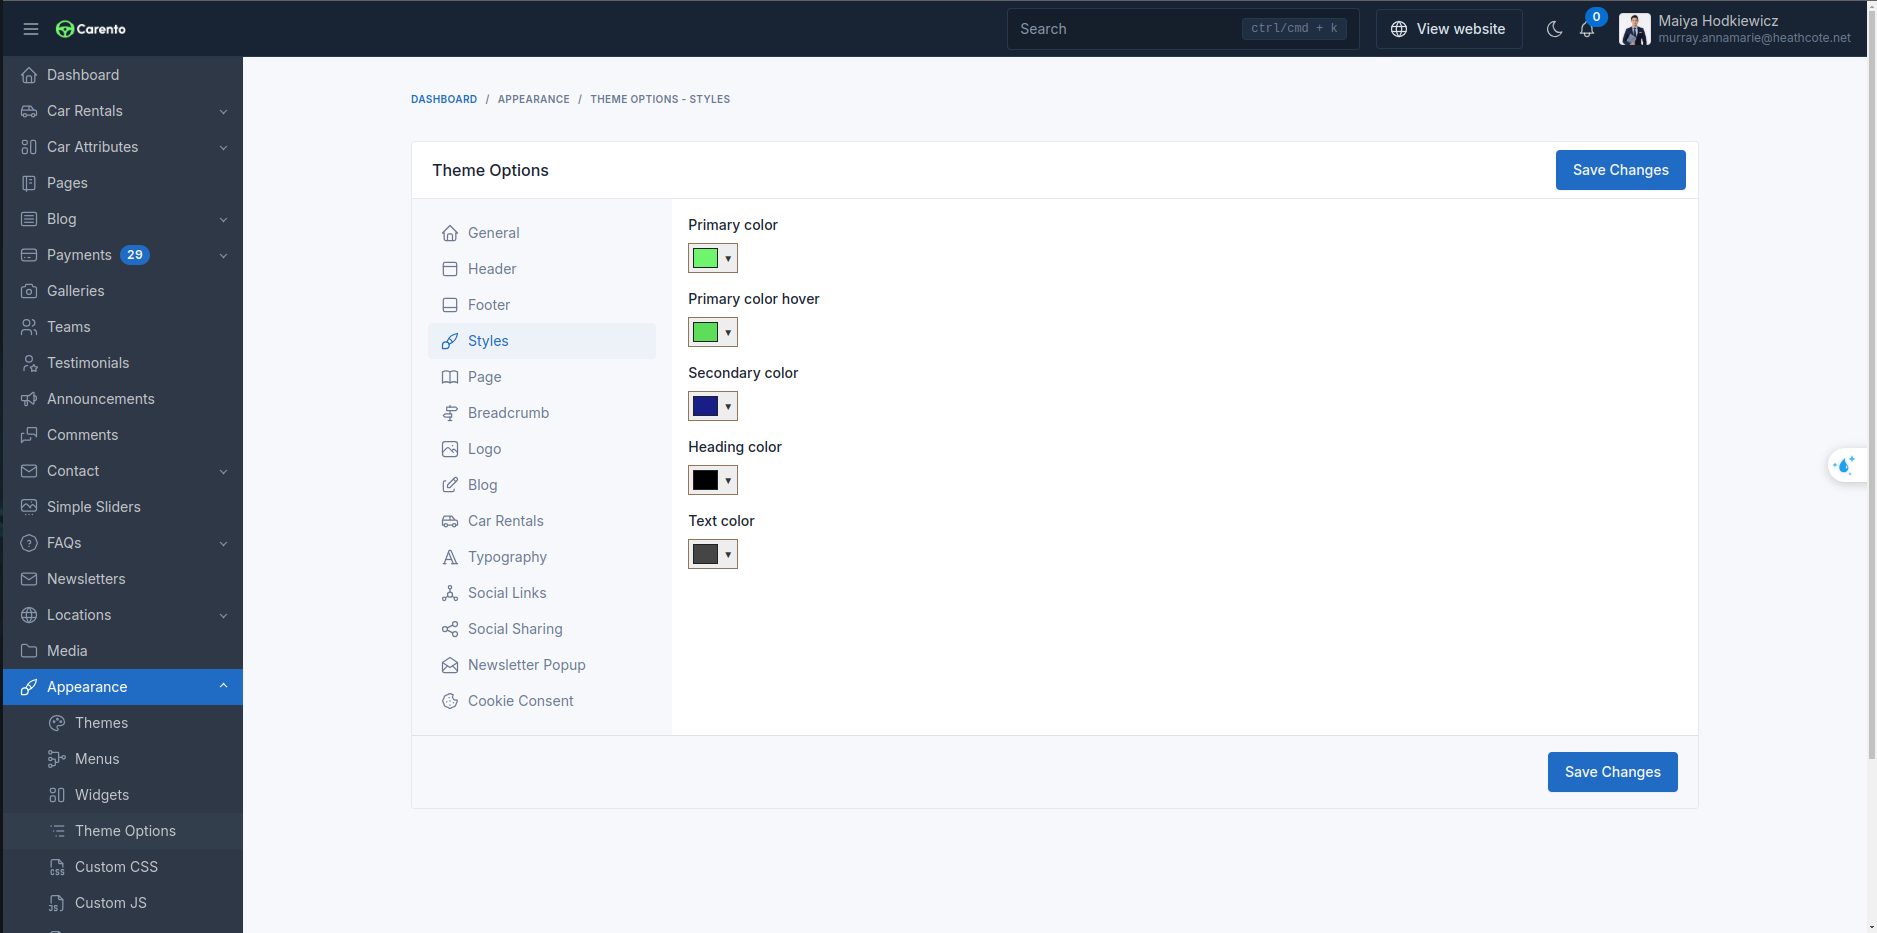 Carento
Search
ctrl/cmd + k
View website
0
Maiya Hodkiewicz
murray.annamarie@heathcote.net
Dashboard
Car Rentals
Car Attributes
Pages
Blog
Payments 29
Galleries
Teams
Testimonials
Announcements
Comments
Contact
Simple Sliders
FAQs
Newsletters
Locations
Media
Appearance
Themes
Menus
Widgets
Theme Options
Custom CSS
Custom JS
DASHBOARD / APPEARANCE / THEME OPTIONS - STYLES
Theme Options
Save Changes
General
Header
Footer
Styles
Page
Breadcrumb
Logo
Blog
Car Rentals
Typography
Social Links
Social Sharing
Newsletter Popup
Cookie Consent
Primary color
Primary color hover
Secondary color
Heading color
Text color
Save Changes